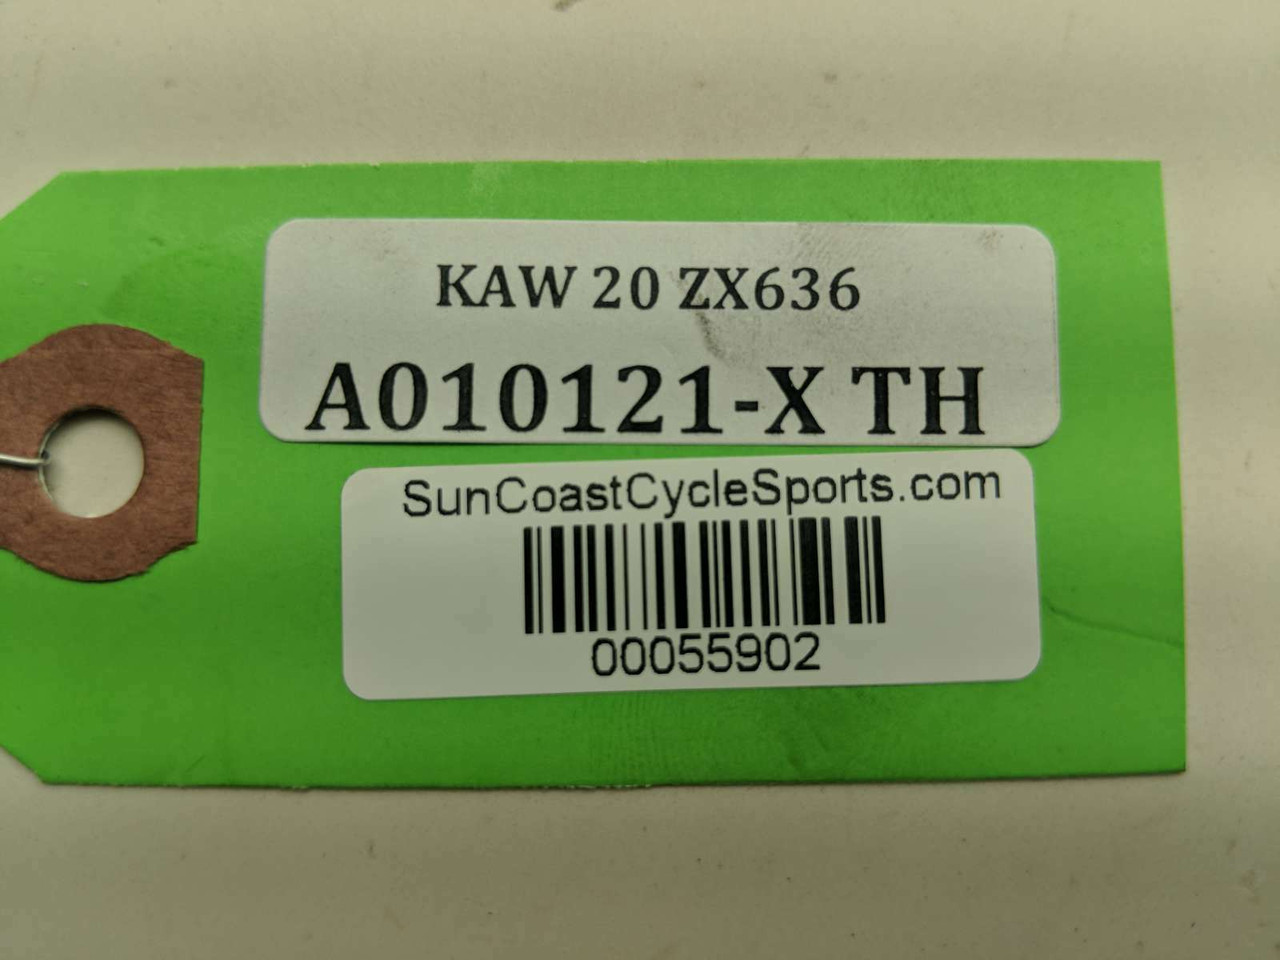 KAW 20 ZX636
A010121-X TH
SunCoastCycleSports.com
00055902